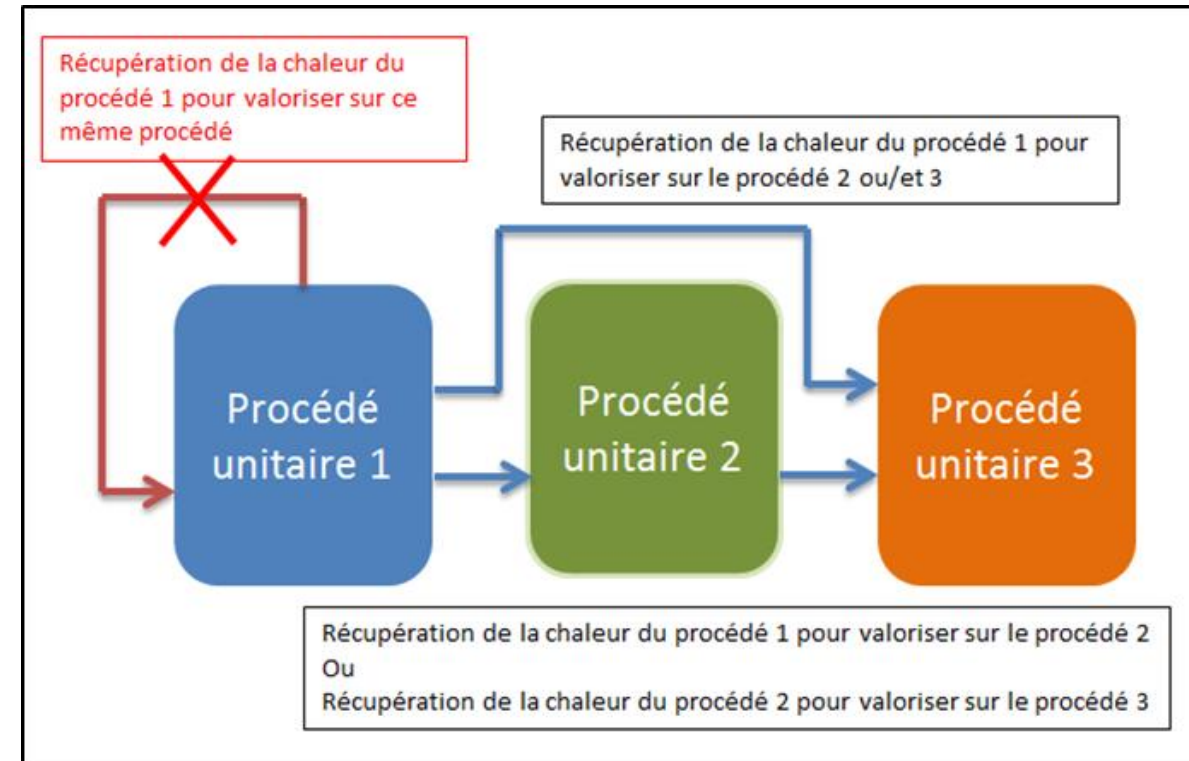 Récupération de la chaleur du
procédé 1 pour valoriser sur ce
même procédé
Récupération de la chaleur du procédé 1 pour
valoriser sur le procédé 2 ou/et 3
Procédé
unitaire 1
Procédé
unitaire 2
Procédé
unitaire 3
Récupération de la chaleur du procédé 1 pour valoriser sur le procédé 2
Ou
Récupération de la chaleur du procédé 2 pour valoriser sur le procédé 3